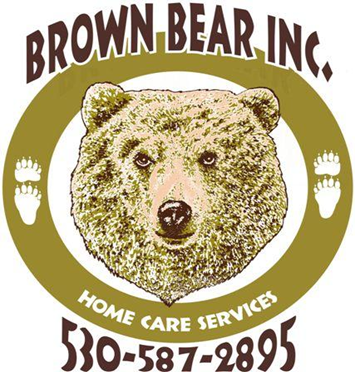 BROWN BEAR INC.
HOME CARE SERVICES
530-587-2895